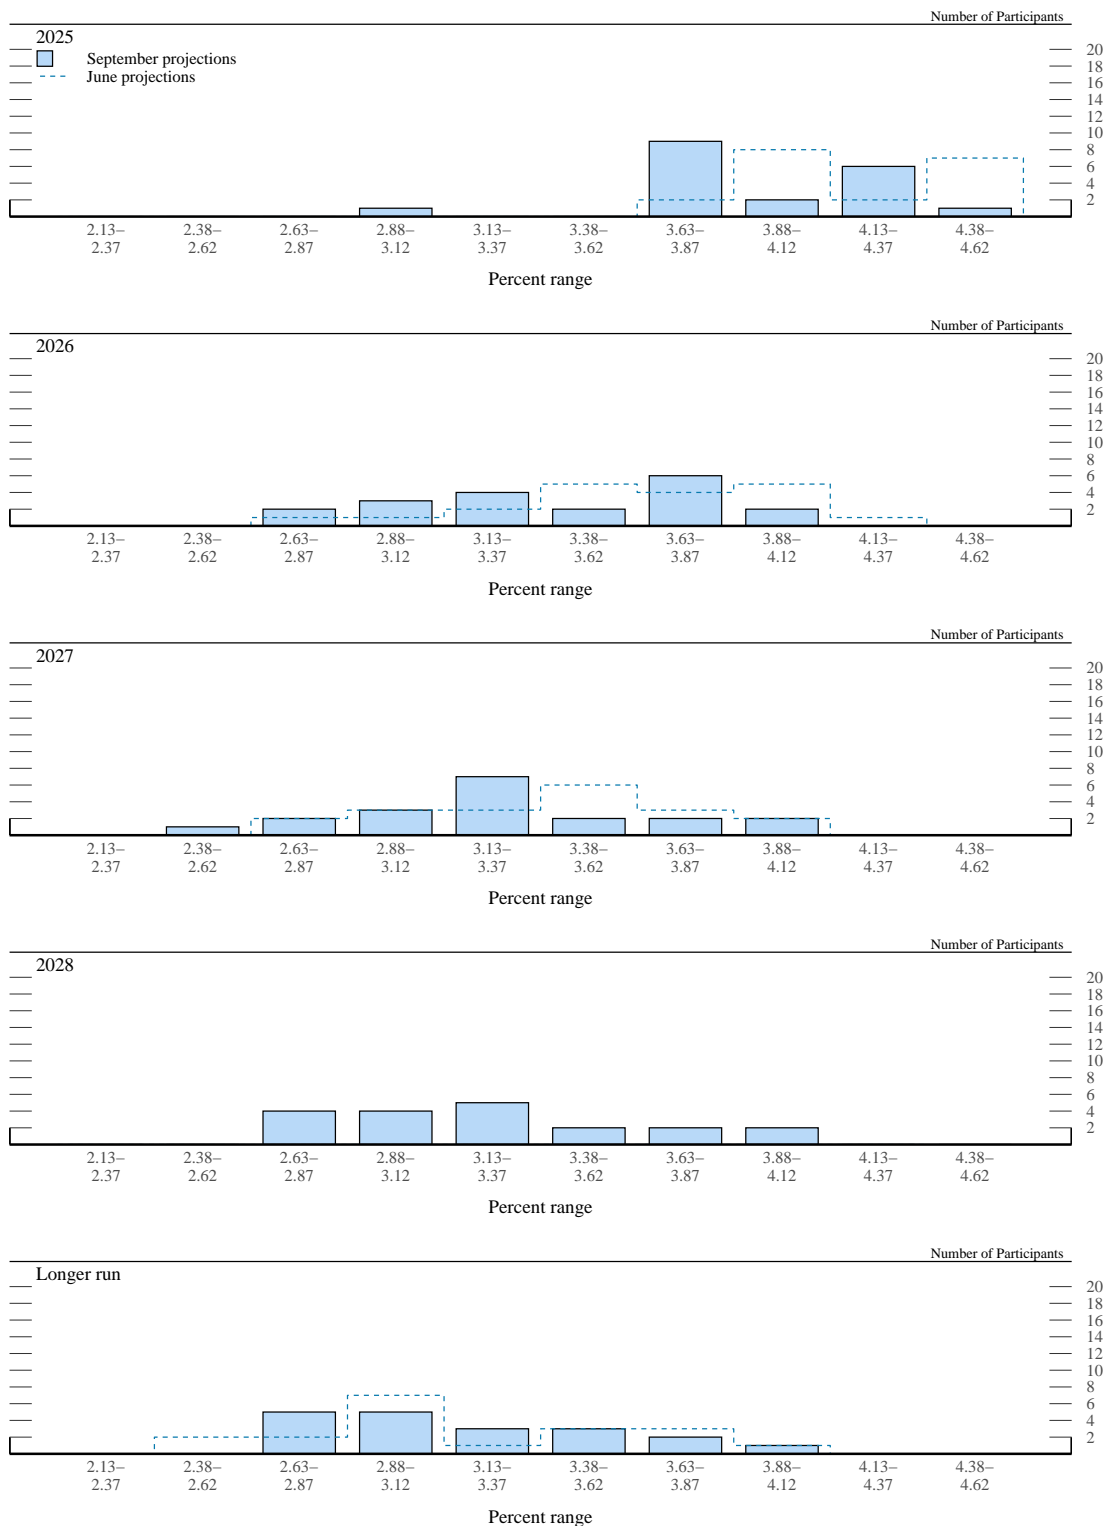 Number of Participants
2025
September projections
June projections
20
18
16
14
12
10
8
6
4
2
2.13– 2.38– 2.63– 2.88– 3.13– 3.38– 3.63– 3.88– 4.13– 4.38–
2.37 2.62 2.87 3.12 3.37 3.62 3.87 4.12 4.37 4.62
Percent range
Number of Participants
2026
20
18
16
14
12
10
8
6
4
2
2.13– 2.38– 2.63– 2.88– 3.13– 3.38– 3.63– 3.88– 4.13– 4.38–
2.37 2.62 2.87 3.12 3.37 3.62 3.87 4.12 4.37 4.62
Percent range
Number of Participants
2027
20
18
16
14
12
10
8
6
4
2
2.13– 2.38– 2.63– 2.88– 3.13– 3.38– 3.63– 3.88– 4.13– 4.38–
2.37 2.62 2.87 3.12 3.37 3.62 3.87 4.12 4.37 4.62
Percent range
Number of Participants
2028
20
18
16
14
12
10
8
6
4
2
2.13– 2.38– 2.63– 2.88– 3.13– 3.38– 3.63– 3.88– 4.13– 4.38–
2.37 2.62 2.87 3.12 3.37 3.62 3.87 4.12 4.37 4.62
Percent range
Number of Participants
Longer run
20
18
16
14
12
10
8
6
4
2
2.13– 2.38– 2.63– 2.88– 3.13– 3.38– 3.63– 3.88– 4.13– 4.38–
2.37 2.62 2.87 3.12 3.37 3.62 3.87 4.12 4.37 4.62
Percent range